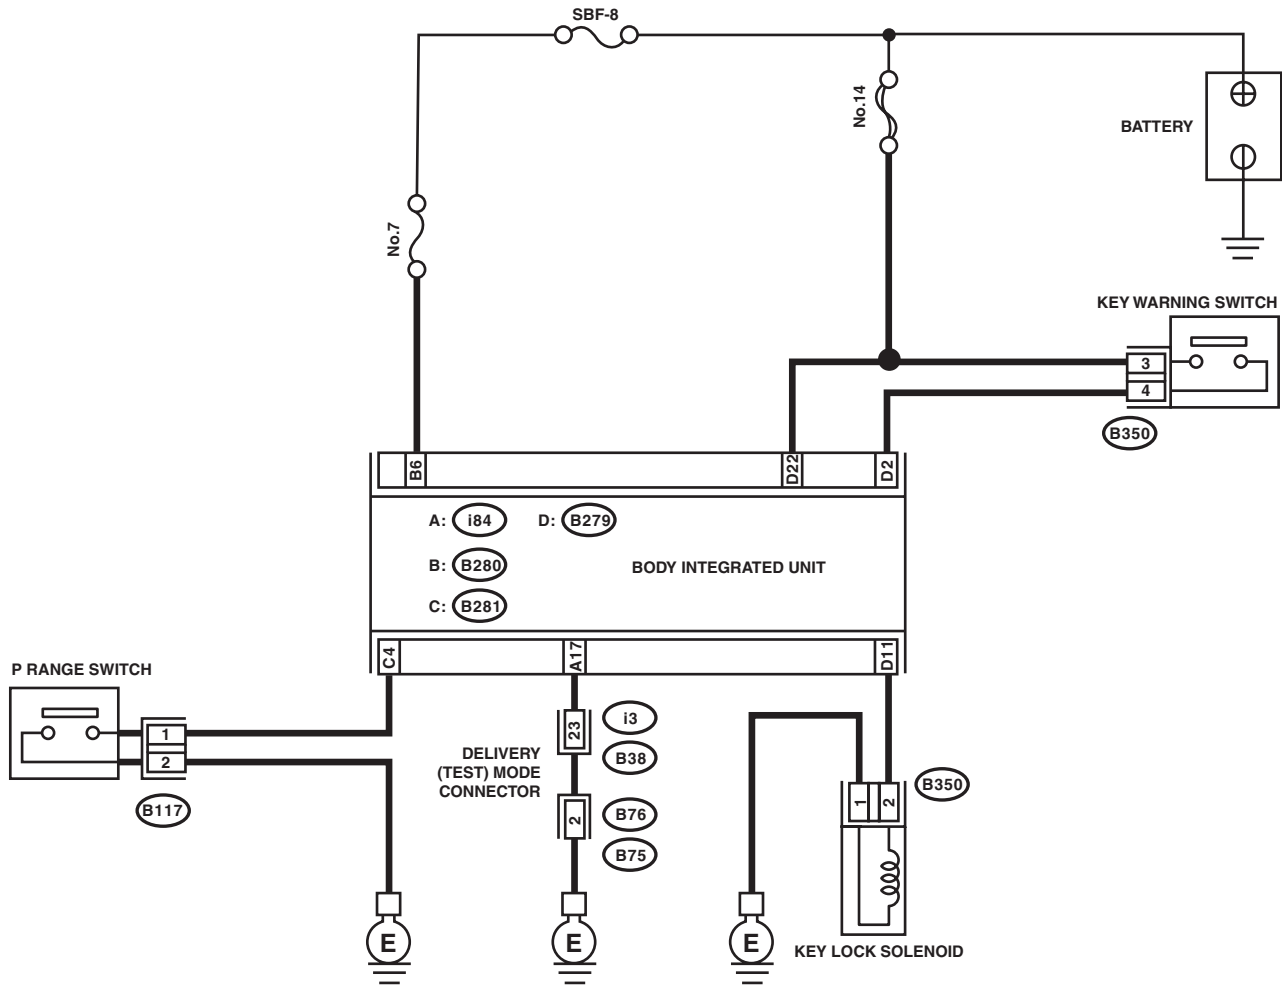 SBF-8
No.14
BATTERY
No.7
KEY WARNING SWITCH
3
4
B350
B6
D22
D2
A: i84 D: B279
B: B280
BODY INTEGRATED UNIT
C: B281
C4
A17
D11
P RANGE SWITCH
1
2
B117
23
i3
B38
DELIVERY
(TEST) MODE
CONNECTOR
2
B76
B75
1
2
B350
E
E
E
KEY LOCK SOLENOID